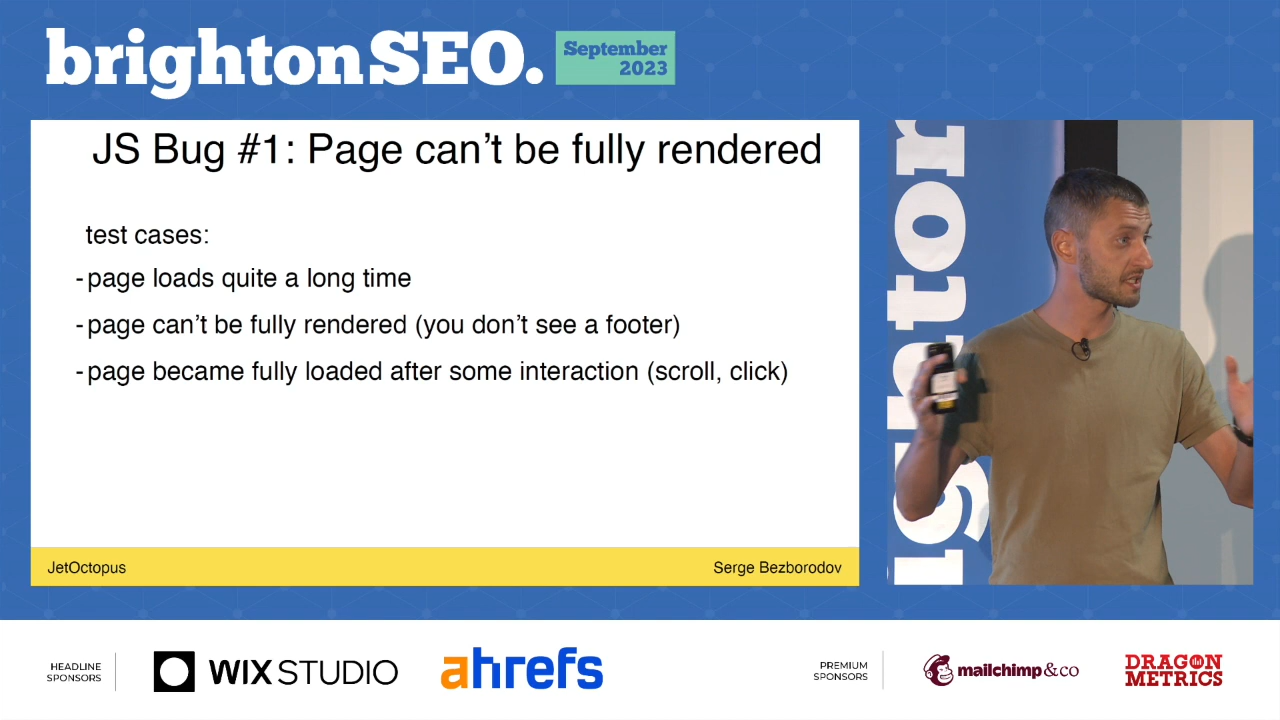 brightonSEO.
September
2023
JS Bug #1: Page can't be fully rendered
test cases:
- page loads quite a long time
- page can't be fully rendered (you don't see a footer)
- page became fully loaded after some interaction (scroll, click)
JetOctopus
Serge Bezborodov
HEADLINE
SPONSORS
WIX STUDIO
ahrefs
PREMIUM
SPONSORS
mailchimp&co
DRAGON
METRICS